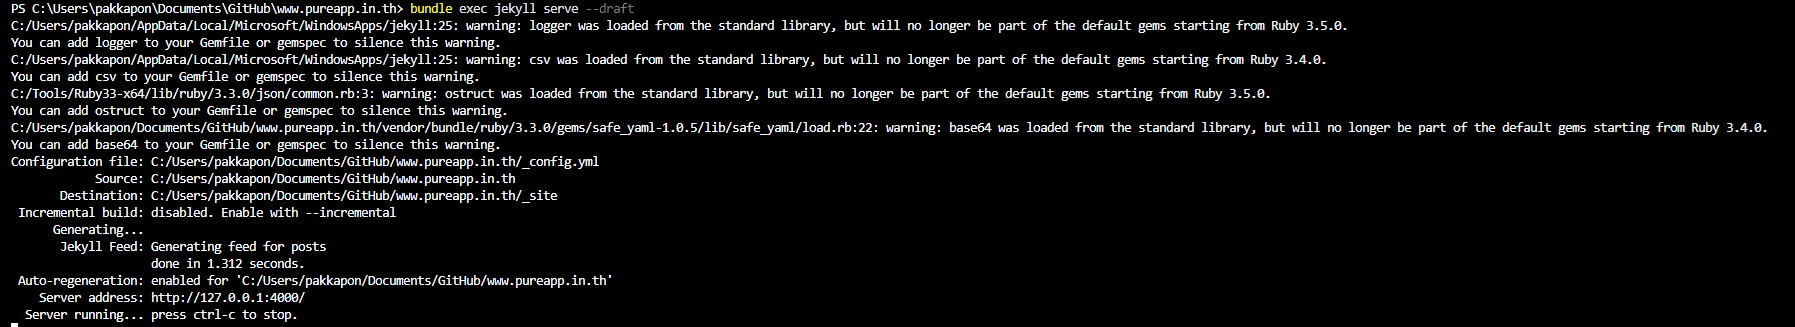 PS C:\Users\pakkapon\Documents\GitHub\www.pureapp.in.th> bundle exec jekyll serve --draft
C:/Users/pakkapon/AppData/Local/Microsoft/WindowsApps/jekyll:25: warning: logger was loaded from the standard library, but will no longer be part of the default gems starting from Ruby 3.5.0.
You can add logger to your Gemfile or gemspec to silence this warning.
C:/Users/pakkapon/AppData/Local/Microsoft/WindowsApps/jekyll:25: warning: csv was loaded from the standard library, but will no longer be part of the default gems starting from Ruby 3.4.0.
You can add csv to your Gemfile or gemspec to silence this warning.
C:/Tools/Ruby33-x64/lib/ruby/3.3.0/json/common.rb:3: warning: ostruct was loaded from the standard library, but will no longer be part of the default gems starting from Ruby 3.5.0.
You can add ostruct to your Gemfile or gemspec to silence this warning.
C:/Users/pakkapon/Documents/GitHub/www.pureapp.in.th/vendor/bundle/ruby/3.3.0/gems/safe_yaml-1.0.5/lib/safe_yaml/load.rb:22: warning: base64 was loaded from the standard library, but will no longer be part of the default gems starting from Ruby 3.4.0.
You can add base64 to your Gemfile or gemspec to silence this warning.
Configuration file: C:/Users/pakkapon/Documents/GitHub/www.pureapp.in.th/_config.yml
Source: C:/Users/pakkapon/Documents/GitHub/www.pureapp.in.th
Destination: C:/Users/pakkapon/Documents/GitHub/www.pureapp.in.th/_site
Incremental build: disabled. Enable with --incremental
Generating...
Jekyll Feed: Generating feed for posts
done in 1.312 seconds.
Auto-regeneration: enabled for 'C:/Users/pakkapon/Documents/GitHub/www.pureapp.in.th'
Server address: http://127.0.0.1:4000/
Server running... press ctrl-c to stop.